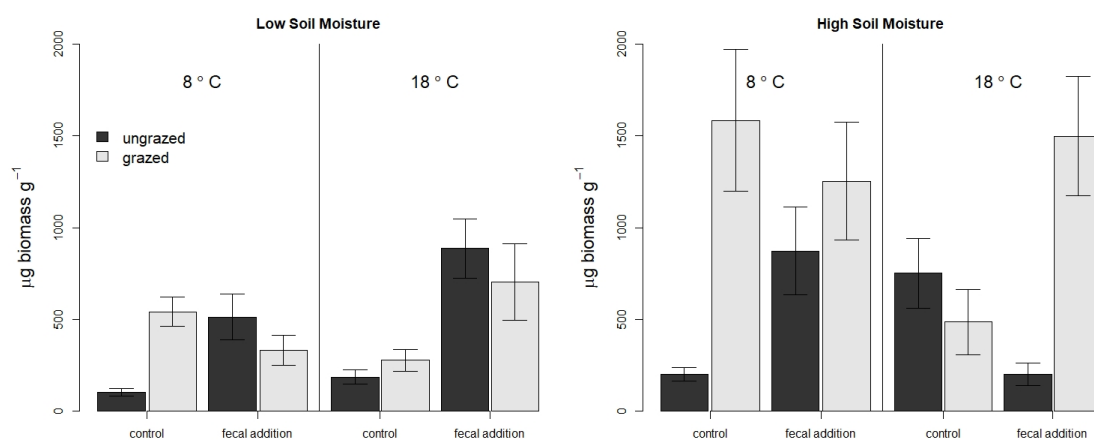 Low Soil Moisture
μg biomass g⁻¹
0
500
1000
1500
2000
8 ° C
18 ° C
ungrazed
grazed
control
fecal addition
control
fecal addition
High Soil Moisture
μg biomass g⁻¹
0
500
1000
1500
2000
8 ° C
18 ° C
control
fecal addition
control
fecal addition